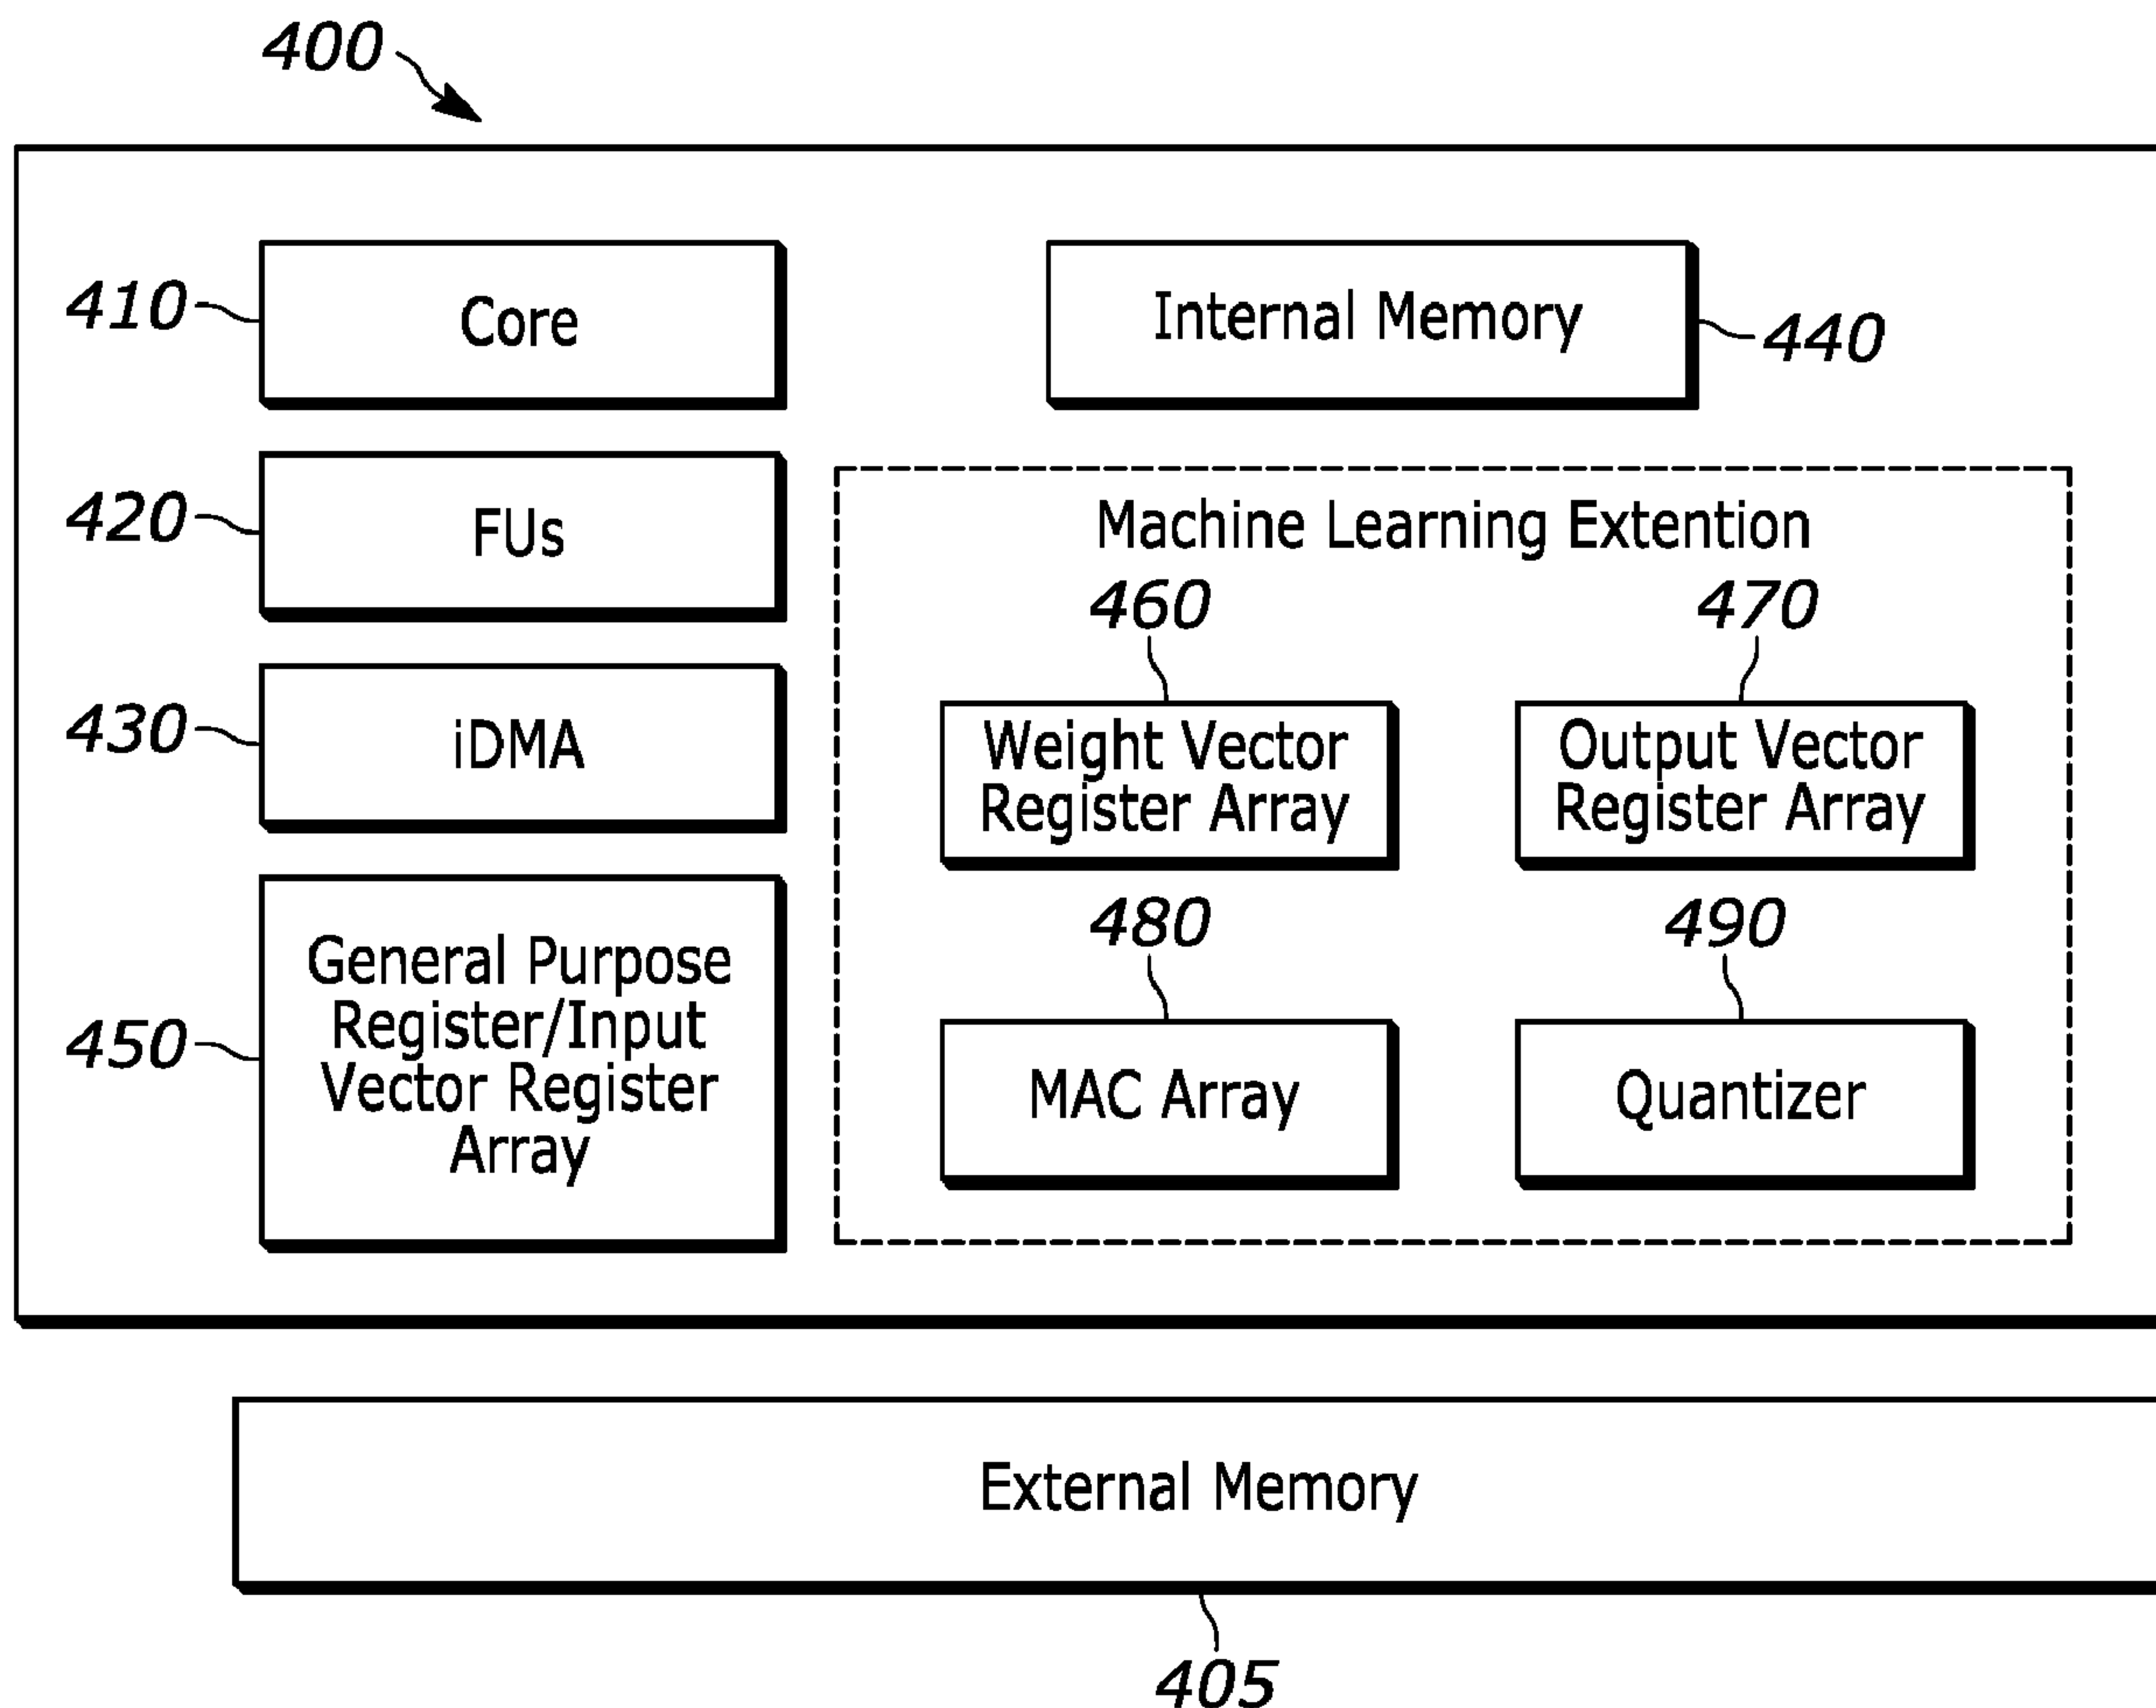 400
410
Core
Internal Memory
440
420
FUs
Machine Learning Extention
460
470
430
iDMA
Weight Vector
Register Array
Output Vector
Register Array
480
490
450
General Purpose
Register/Input
Vector Register
Array
MAC Array
Quantizer
External Memory
405